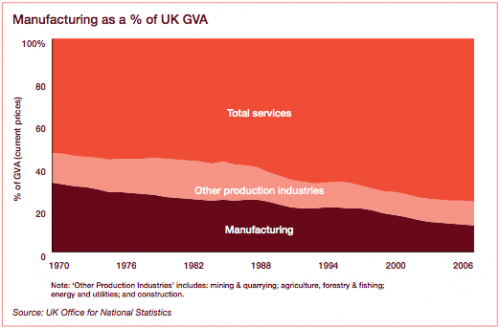 Manufacturing as a % of UK GVA
% of GVA (current prices)
100%
80
60
40
20
0
Total services
Other production industries
Manufacturing
1970 1976 1982 1988 1994 2000 2006
Note: 'Other Production Industries' includes: mining & quarrying; agriculture, forestry & fishing;
energy and utilities; and construction.
Source: UK Office for National Statistics